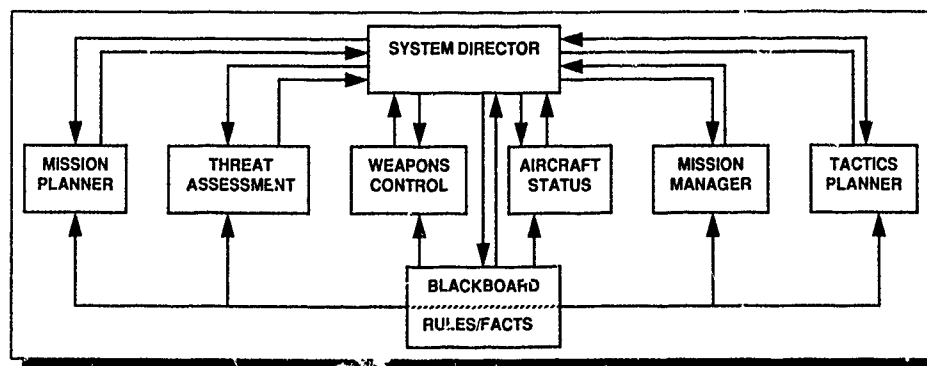 SYSTEM DIRECTOR
MISSION
PLANNER
THREAT
ASSESSMENT
WEAPONS
CONTROL
AIRCRAFT
STATUS
MISSION
MANAGER
TACTICS
PLANNER
BLACKBOARD
RULES/FACTS